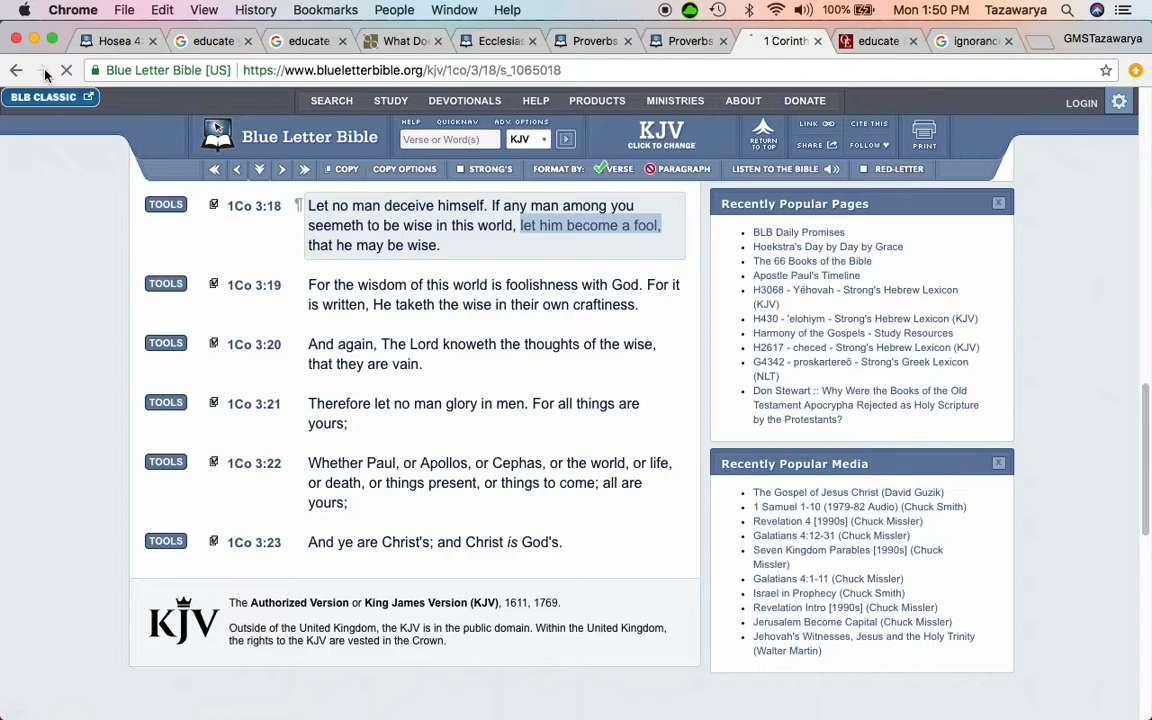 Chrome File Edit View History Bookmarks People Window Help 100% Mon 1:50 PM Tazawarya
Hosea 4: educate educate What Do Ecclesias Proverbs Proverbs 1 Corinth educate ignoranc GMSTazawarya
Blue Letter Bible [US] https://www.blueletterbible.org/kjv/1co/3/18/s_1065018
BLB CLASSIC SEARCH STUDY DEVOTIONALS HELP PRODUCTS MINISTRIES ABOUT DONATE LOGIN
HELP QUICKNAV ADV. OPTIONS
Blue Letter Bible Verse or Word(s) KJV KJV CLICK TO CHANGE RETURN TO TOP LINK CITE THIS SHARE FOLLOW PRINT
COPY COPY OPTIONS STRONG'S FORMAT BY: VERSE PARAGRAPH LISTEN TO THE BIBLE RED-LETTER
TOOLS 1Co 3:18 ¶ Let no man deceive himself. If any man among you
seemeth to be wise in this world, let him become a fool,
that he may be wise.
TOOLS 1Co 3:19 For the wisdom of this world is foolishness with God. For it
is written, He taketh the wise in their own craftiness.
TOOLS 1Co 3:20 And again, The Lord knoweth the thoughts of the wise,
that they are vain.
TOOLS 1Co 3:21 Therefore let no man glory in men. For all things are
yours;
TOOLS 1Co 3:22 Whether Paul, or Apollos, or Cephas, or the world, or life,
or death, or things present, or things to come; all are
yours;
TOOLS 1Co 3:23 And ye are Christ's; and Christ is God's.
KJV
The Authorized Version or King James Version (KJV), 1611, 1769.
Outside of the United Kingdom, the KJV is in the public domain. Within the United Kingdom,
the rights to the KJV are vested in the Crown.
Recently Popular Pages
BLB Daily Promises
Hoekstra's Day by Day by Grace
The 66 Books of the Bible
Apostle Paul's Timeline
H3068 - Yĕhovah - Strong's Hebrew Lexicon
(KJV)
H430 - 'elohiym - Strong's Hebrew Lexicon (KJV)
Harmony of the Gospels - Study Resources
H2617 - checed - Strong's Hebrew Lexicon (KJV)
G4342 - proskartereō - Strong's Greek Lexicon
(NLT)
Don Stewart :: Why Were the Books of the Old
Testament Apocrypha Rejected as Holy Scripture
by the Protestants?
Recently Popular Media
The Gospel of Jesus Christ (David Guzik)
1 Samuel 1-10 (1979-82 Audio) (Chuck Smith)
Revelation 4 [1990s] (Chuck Missler)
Galatians 4:12-31 (Chuck Missler)
Seven Kingdom Parables [1990s] (Chuck
Missler)
Galatians 4:1-11 (Chuck Missler)
Israel in Prophecy (Chuck Smith)
Revelation Intro [1990s] (Chuck Missler)
Jerusalem Become Capital (Chuck Missler)
Jehovah's Witnesses, Jesus and the Holy Trinity
(Walter Martin)